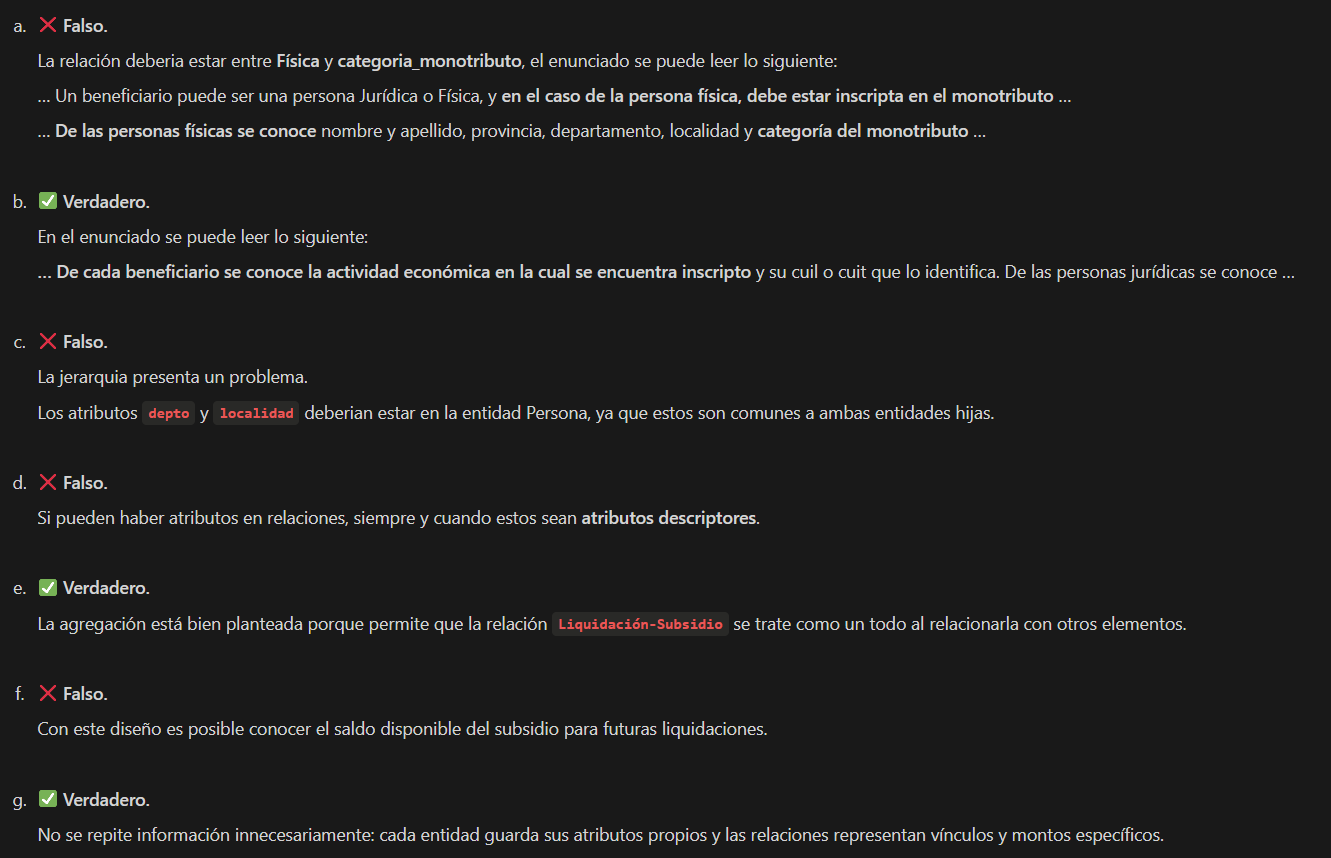 a. ❌ Falso.
La relación deberia estar entre Física y categoria_monotributo, el enunciado se puede leer lo siguiente:
... Un beneficiario puede ser una persona Jurídica o Física, y en el caso de la persona física, debe estar inscripta en el monotributo ...
... De las personas físicas se conoce nombre y apellido, provincia, departamento, localidad y categoría del monotributo ...
b. ✅ Verdadero.
En el enunciado se puede leer lo siguiente:
... De cada beneficiario se conoce la actividad económica en la cual se encuentra inscripto y su cuil o cuit que lo identifica. De las personas jurídicas se conoce ...
c. ❌ Falso.
La jerarquia presenta un problema.
Los atributos depto y localidad deberian estar en la entidad Persona, ya que estos son comunes a ambas entidades hijas.
d. ❌ Falso.
Si pueden haber atributos en relaciones, siempre y cuando estos sean atributos descriptores.
e. ✅ Verdadero.
La agregación está bien planteada porque permite que la relación Liquidación-Subsidio se trate como un todo al relacionarla con otros elementos.
f. ❌ Falso.
Con este diseño es posible conocer el saldo disponible del subsidio para futuras liquidaciones.
g. ✅ Verdadero.
No se repite información innecesariamente: cada entidad guarda sus atributos propios y las relaciones representan vínculos y montos específicos.